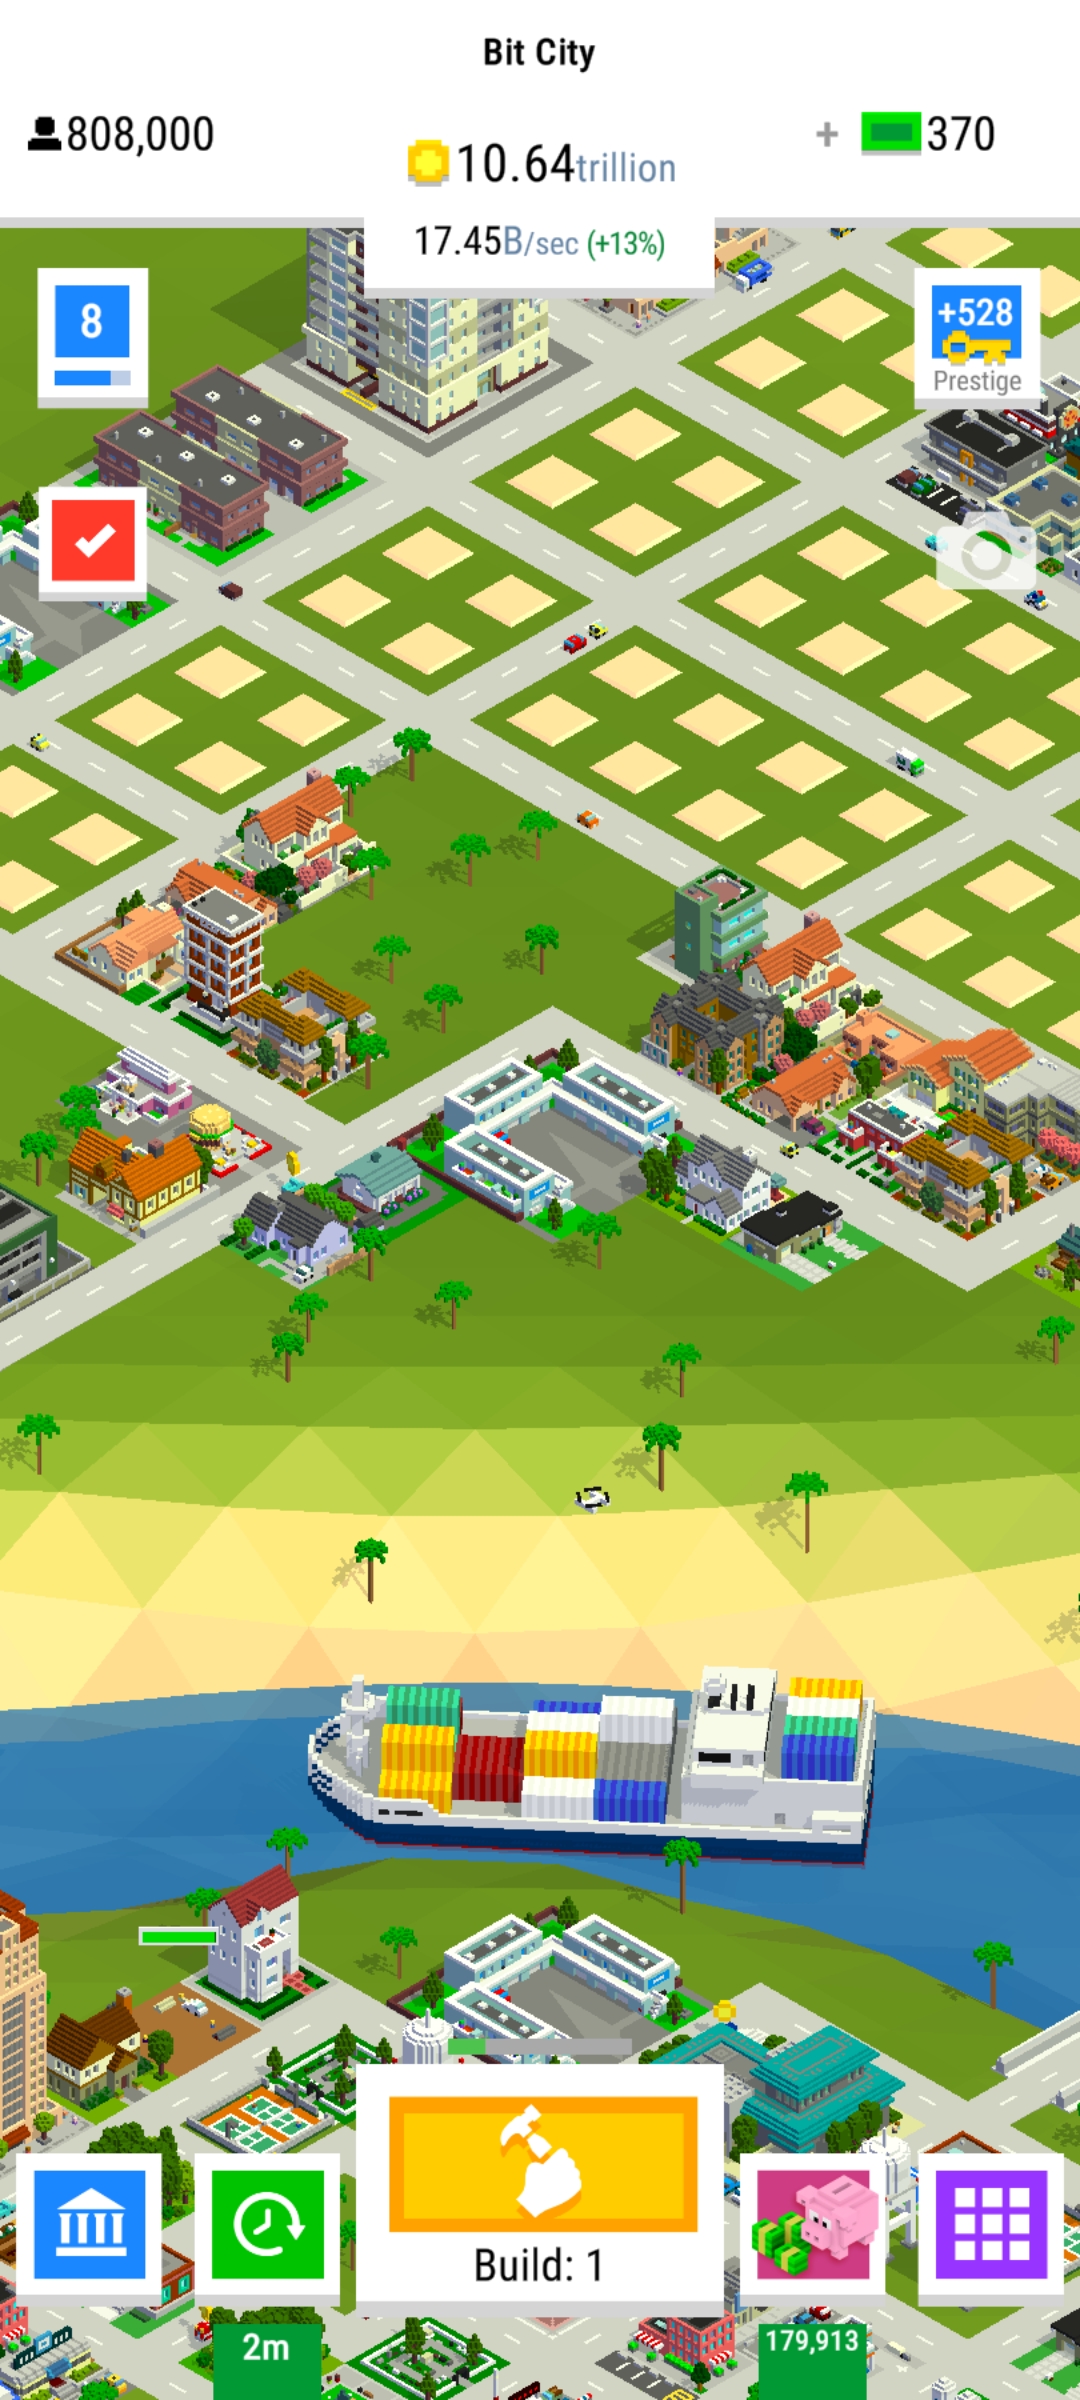 Bit City
808,000
10.64trillion
+ 370
17.45B/sec (+13%)
8
+528
Prestige
Build: 1
2m
179,913